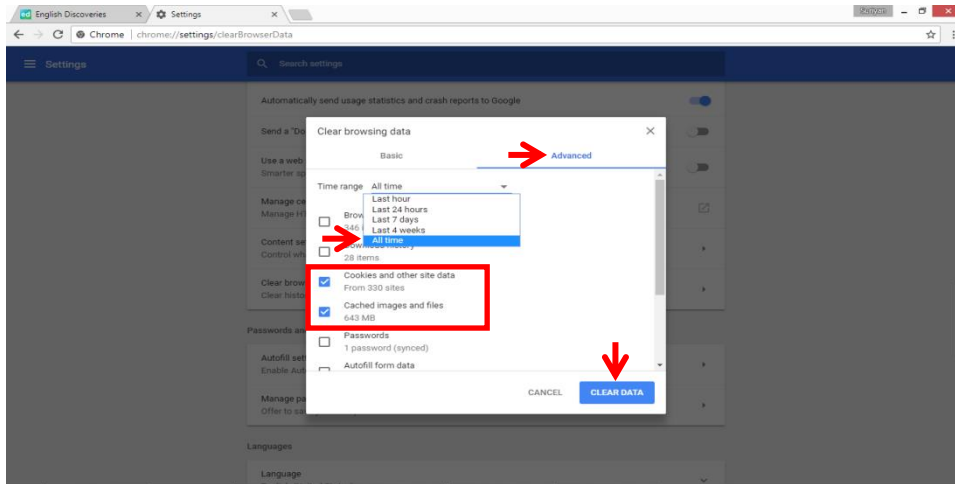 ed English Discoveries
Settings
Chrome | chrome://settings/clearBrowserData
Settings
Search settings
Automatically send usage statistics and crash reports to Google
Send a "Do
Clear browsing data
Basic
Advanced
Use a web
Smarter sp
Time range All time
Last hour
Last 24 hours
Last 7 days
Last 4 weeks
All time
Manage ce
Manage HT
Brow
346 i
Download history
28 items
Content se
Control wh
Cookies and other site data
From 330 sites
Clear brow
Clear histo
Cached images and files
643 MB
Passwords an
Passwords
1 password (synced)
Autofill set
Enable Aut
Autofill form data
CANCEL
CLEAR DATA
Manage pa
Offer to sa
Languages
Language